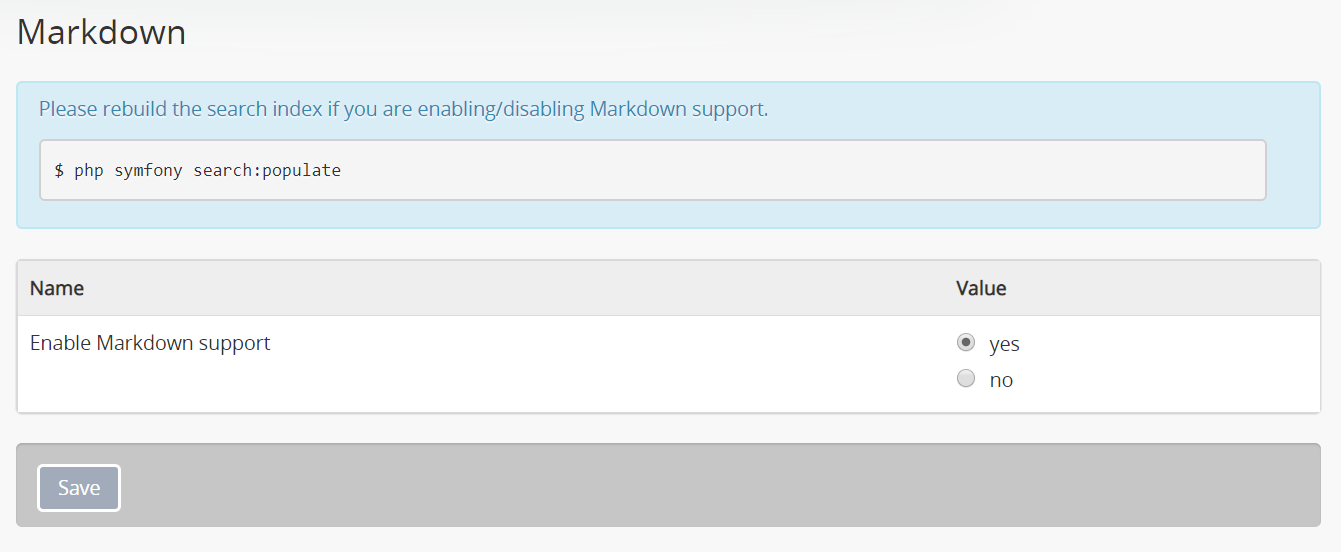 Markdown
Please rebuild the search index if you are enabling/disabling Markdown support.
$ php symfony search:populate
Name Value
Enable Markdown support yes
no
Save